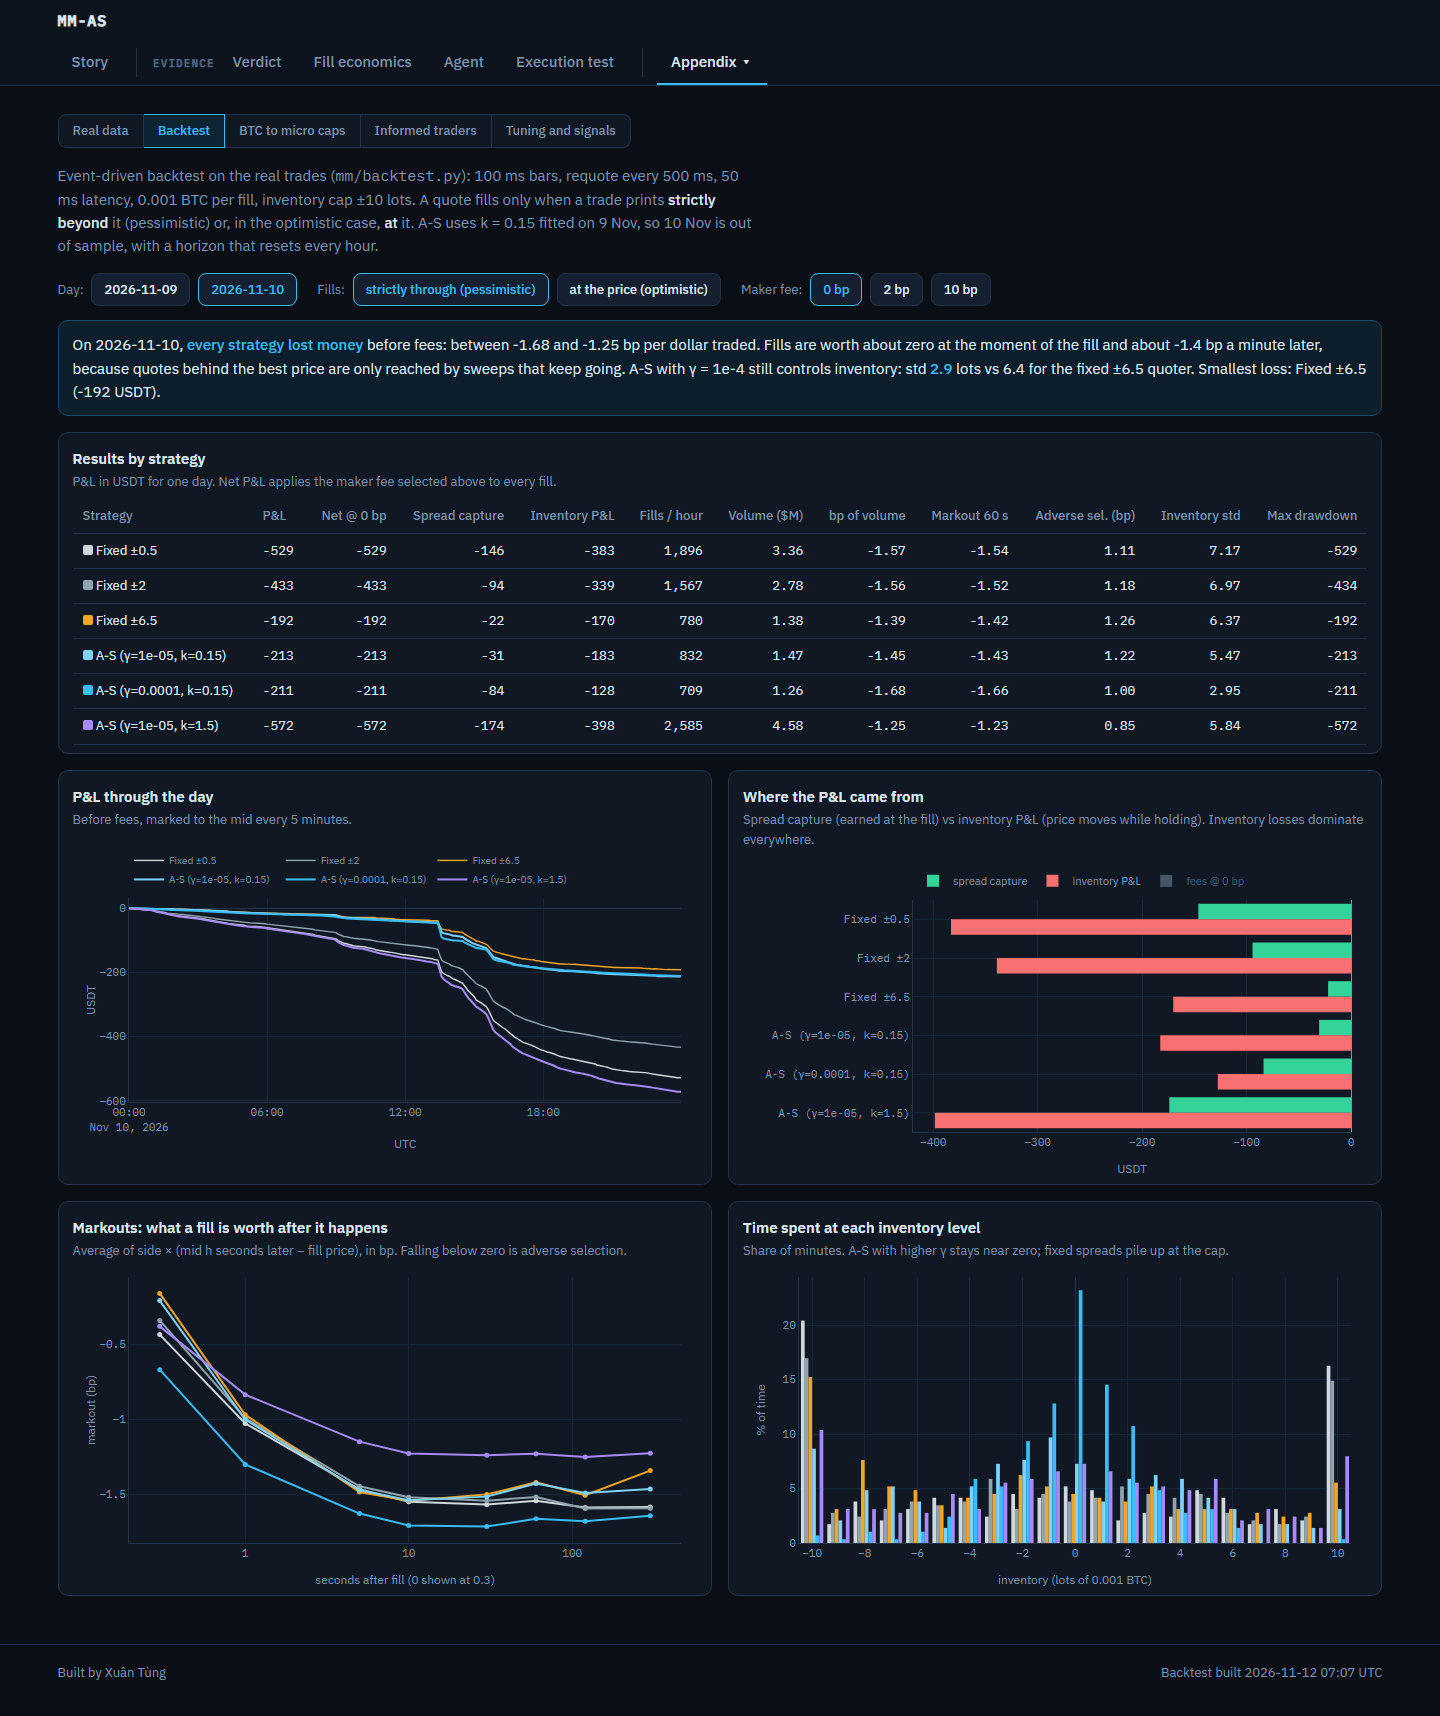 MM-AS
Story EVIDENCE Verdict Fill economics Agent Execution test Appendix ▾
Real data Backtest BTC to micro caps Informed traders Tuning and signals
Event-driven backtest on the real trades (mm/backtest.py): 100 ms bars, requote every 500 ms, 50
ms latency, 0.001 BTC per fill, inventory cap ±10 lots. A quote fills only when a trade prints strictly
beyond it (pessimistic) or, in the optimistic case, at it. A-S uses k = 0.15 fitted on 9 Nov, so 10 Nov is out
of sample, with a horizon that resets every hour.
Day: 2026-11-09 2026-11-10 Fills: strictly through (pessimistic) at the price (optimistic) Maker fee: 0 bp 2 bp 10 bp
On 2026-11-10, every strategy lost money before fees: between -1.68 and -1.25 bp per dollar traded. Fills are worth about zero at the moment of the fill and about -1.4 bp a minute later,
because quotes behind the best price are only reached by sweeps that keep going. A-S with γ = 1e-4 still controls inventory: std 2.9 lots vs 6.4 for the fixed ±6.5 quoter. Smallest loss: Fixed ±6.5
(-192 USDT).
Results by strategy
P&L in USDT for one day. Net P&L applies the maker fee selected above to every fill.
Strategy P&L Net @ 0 bp Spread capture Inventory P&L Fills / hour Volume ($M) bp of volume Markout 60 s Adverse sel. (bp) Inventory std Max drawdown
Fixed ±0.5 -529 -529 -146 -383 1,896 3.36 -1.57 -1.54 1.11 7.17 -529
Fixed ±2 -433 -433 -94 -339 1,567 2.78 -1.56 -1.52 1.18 6.97 -434
Fixed ±6.5 -192 -192 -22 -170 780 1.38 -1.39 -1.42 1.26 6.37 -192
A-S (γ=1e-05, k=0.15) -213 -213 -31 -183 832 1.47 -1.45 -1.43 1.22 5.47 -213
A-S (γ=0.0001, k=0.15) -211 -211 -84 -128 709 1.26 -1.68 -1.66 1.00 2.95 -211
A-S (γ=1e-05, k=1.5) -572 -572 -174 -398 2,585 4.58 -1.25 -1.23 0.85 5.84 -572
P&L through the day
Before fees, marked to the mid every 5 minutes.
Fixed ±0.5 Fixed ±2 Fixed ±6.5
A-S (γ=1e-05, k=0.15) A-S (γ=0.0001, k=0.15) A-S (γ=1e-05, k=1.5)
0
−200
−400
−600
USDT
00:00 06:00 12:00 18:00
Nov 10, 2026
UTC
Where the P&L came from
Spread capture (earned at the fill) vs inventory P&L (price moves while holding). Inventory losses dominate
everywhere.
spread capture inventory P&L fees @ 0 bp
Fixed ±0.5
Fixed ±2
Fixed ±6.5
A-S (γ=1e-05, k=0.15)
A-S (γ=0.0001, k=0.15)
A-S (γ=1e-05, k=1.5)
−400 −300 −200 −100 0
USDT
Markouts: what a fill is worth after it happens
Average of side × (mid h seconds later − fill price), in bp. Falling below zero is adverse selection.
−0.5
−1
−1.5
markout (bp)
1 10 100
seconds after fill (0 shown at 0.3)
Time spent at each inventory level
Share of minutes. A-S with higher γ stays near zero; fixed spreads pile up at the cap.
20
15
10
5
0
% of time
−10 −8 −6 −4 −2 0 2 4 6 8 10
inventory (lots of 0.001 BTC)
Built by Xuân Tùng
Backtest built 2026-11-12 07:07 UTC